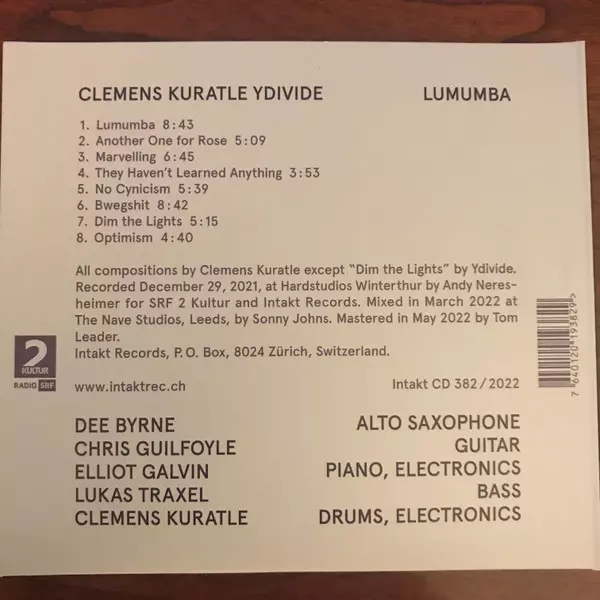 CLEMENS KURATLE YDIVIDE LUMUMBA
1. Lumumba 8:43
2. Another One for Rose 5:09
3. Marvelling 6:45
4. They Haven't Learned Anything 3:53
5. No Cynicism 5:39
6. Bwegshit 8:42
7. Dim the Lights 5:15
8. Optimism 4:40
All compositions by Clemens Kuratle except "Dim the Lights" by Ydivide.
Recorded December 29, 2021, at Hardstudios Winterthur by Andy Neres-
heimer for SRF 2 Kultur and Intakt Records. Mixed in March 2022 at
The Nave Studios, Leeds, by Sonny Johns. Mastered in May 2022 by Tom
Leader.
Intakt Records, P.O. Box, 8024 Zürich, Switzerland.
2
KULTUR
RADIO SRF
www.intaktrec.ch Intakt CD 382/2022
7 640120 193829>
DEE BYRNE ALTO SAXOPHONE
CHRIS GUILFOYLE GUITAR
ELLIOT GALVIN PIANO, ELECTRONICS
LUKAS TRAXEL BASS
CLEMENS KURATLE DRUMS, ELECTRONICS